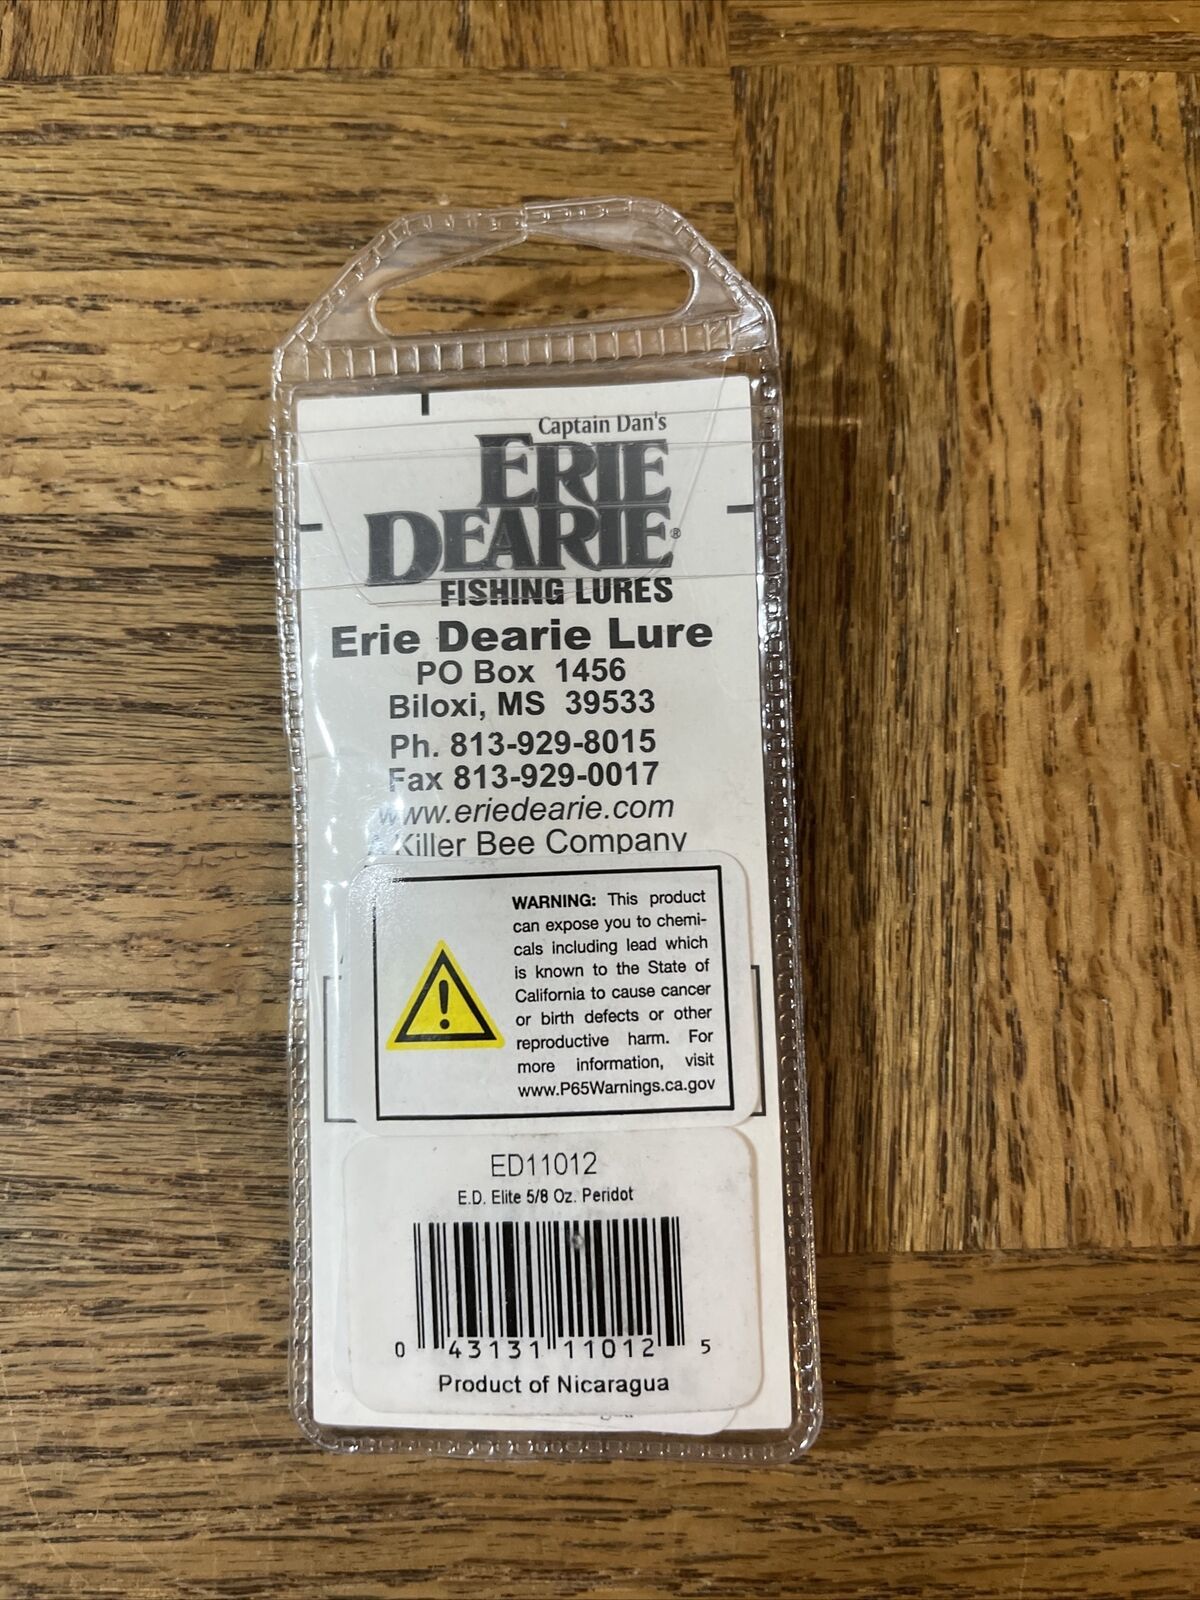 Captain Dan's
ERIE
DEARIE®
FISHING LURES
Erie Dearie Lure
PO Box 1456
Biloxi, MS 39533
Ph. 813-929-8015
Fax 813-929-0017
www.eriedearie.com
Killer Bee Company
WARNING: This product
can expose you to chemi-
cals including lead which
is known to the State of
California to cause cancer
or birth defects or other
reproductive harm. For
more information, visit
www.P65Warnings.ca.gov
ED11012
E.D. Elite 5/8 Oz. Peridot
0 43131 11012 5
Product of Nicaragua